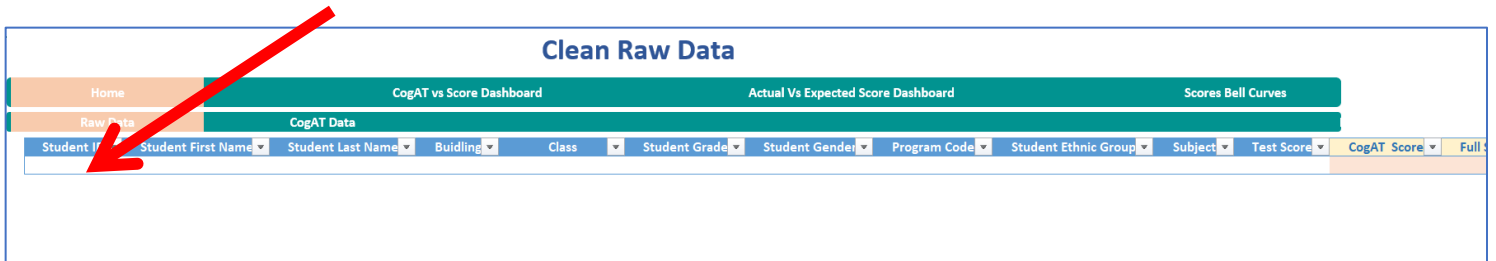 Clean Raw Data
Home CogAT vs Score Dashboard Actual Vs Expected Score Dashboard Scores Bell Curves
Raw Data CogAT Data
Student Student First Name Student Last Name Buidling Class Student Grade Student Gender Program Code Student Ethnic Group Subject Test Score CogAT Score Full